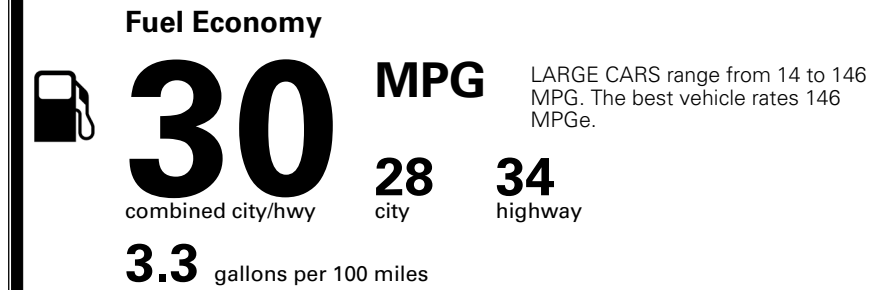 Fuel Economy
30 MPG
LARGE CARS range from 14 to 146
MPG. The best vehicle rates 146
MPGe.
28 34
combined city/hwy city highway
3.3 gallons per 100 miles